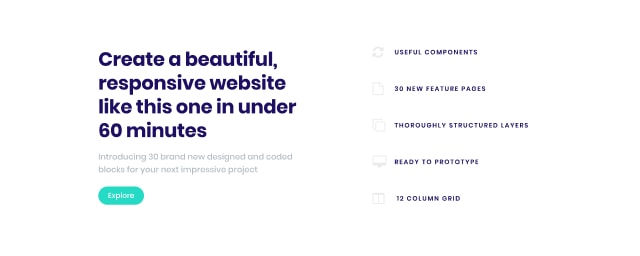 Create a beautiful,
responsive website
like this one in under
60 minutes
Introducing 30 brand new designed and coded
blocks for your next impressive project
Explore
USEFUL COMPONENTS
30 NEW FEATURE PAGES
THOROUGHLY STRUCTURED LAYERS
READY TO PROTOTYPE
12 COLUMN GRID